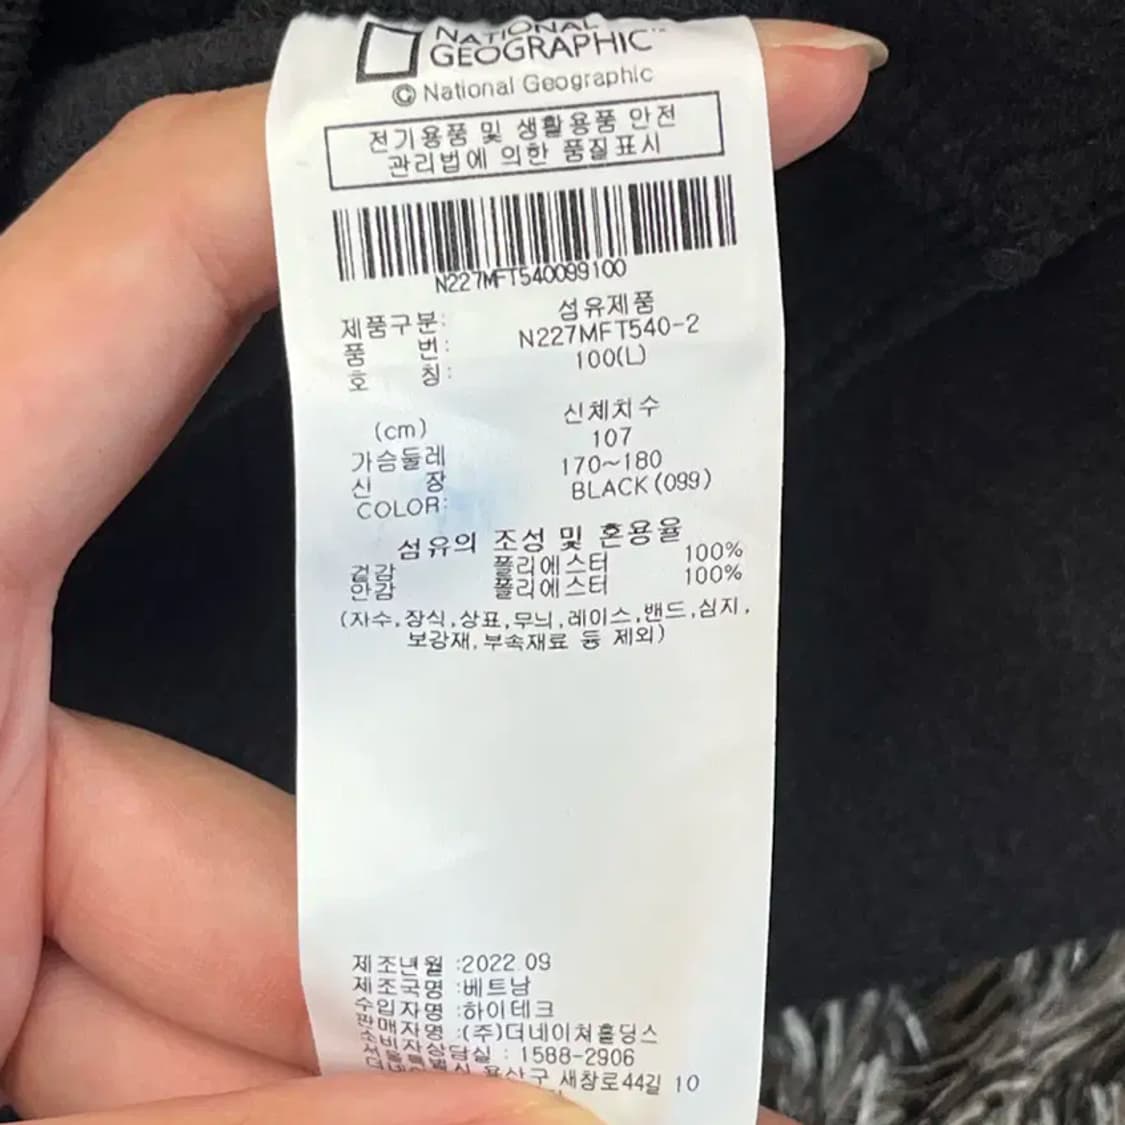 NATIONAL
GEOGRAPHIC™
© National Geographic
전기용품 및 생활용품 안전
관리법에 의한 품질표시
N227MFT540099100
제품구분: 섬유제품
품 번: N227MFT540-2
호 칭: 100(L)
(cm) 신체치수
가슴둘레 107
신 장 170~180
COLOR: BLACK(099)
섬유의 조성 및 혼용율
겉감 폴리에스터 100%
안감 폴리에스터 100%
(자수,장식,상표,무늬,레이스,밴드,심지,
보강재,부속재료 등 제외)
제조년월 :2022.09
제조국명 :베트남
수입자명 :하이테크
판매자명 :(주)더네이쳐홀딩스
소비자상담실 : 1588-2906
용산구 새창로44길 10